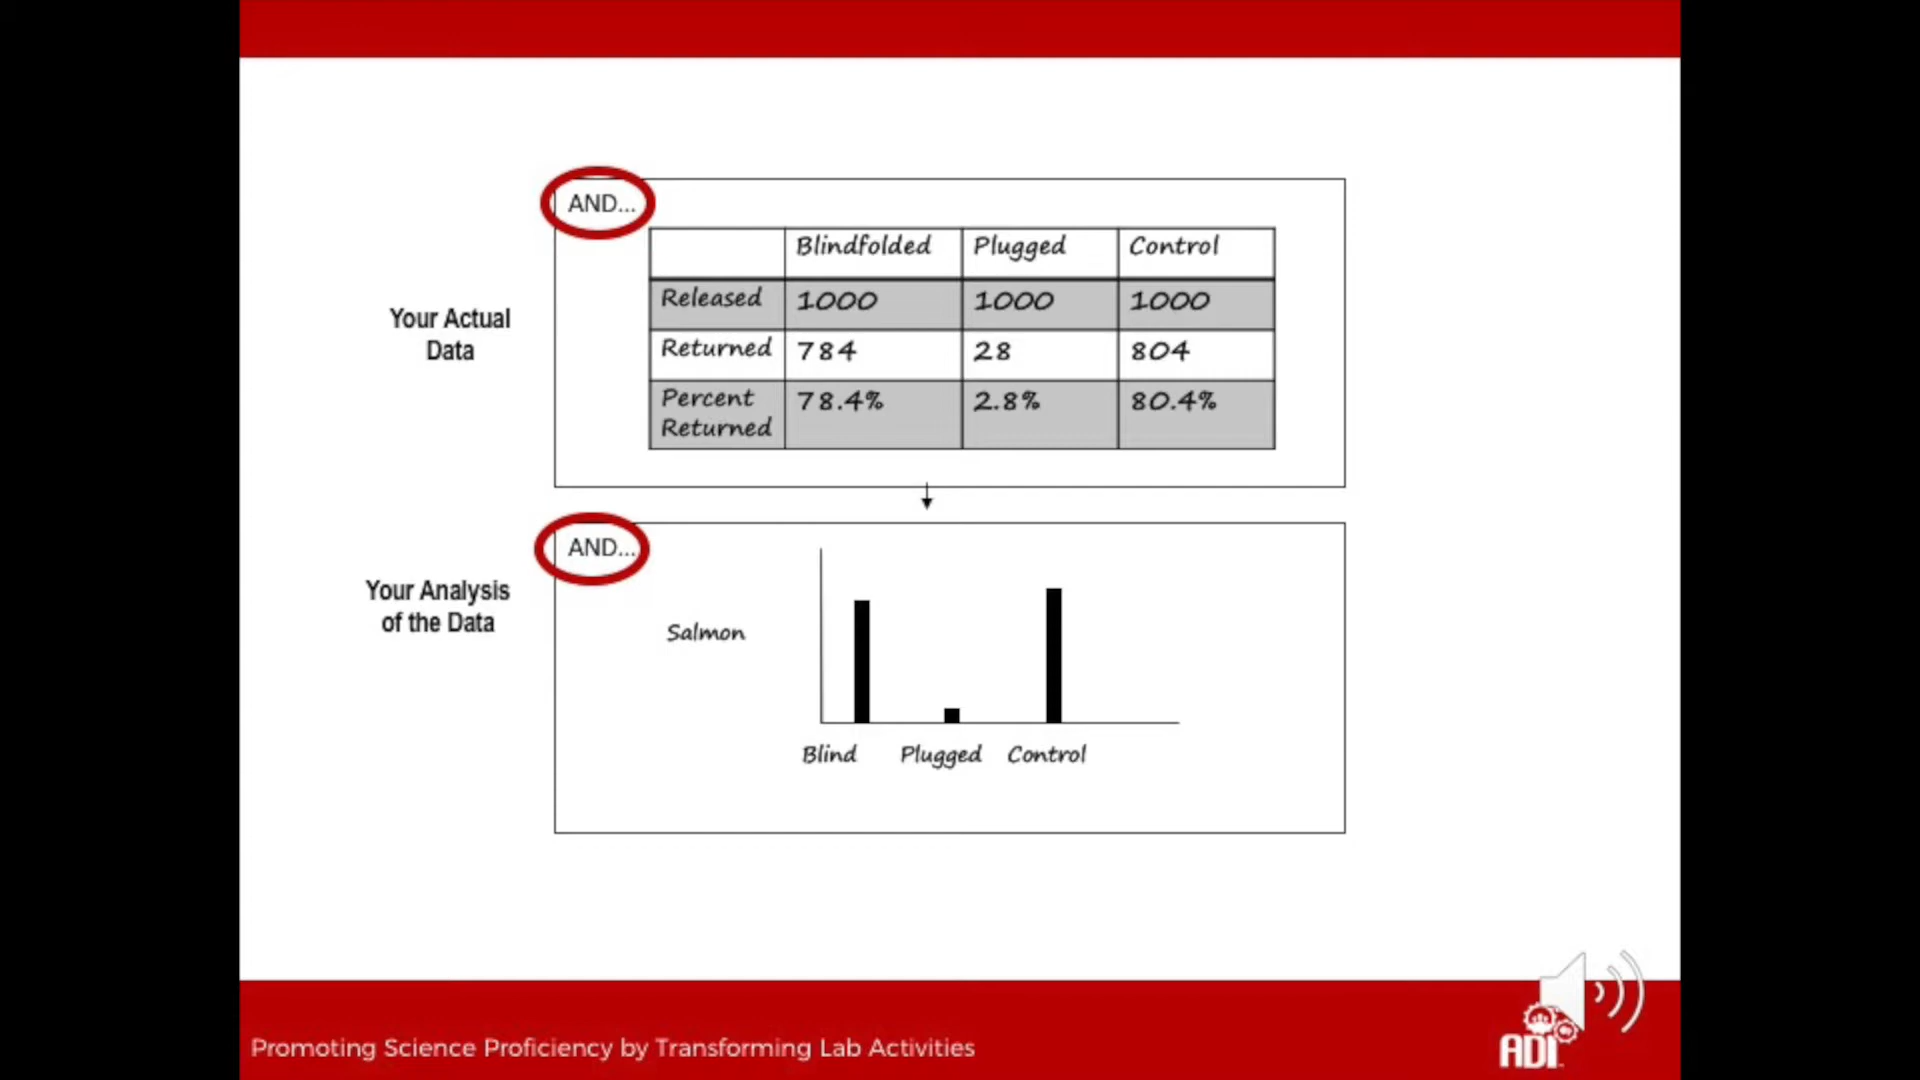 AND...
Blindfolded Plugged Control
Released 1000 1000 1000
Returned 784 28 804
Percent Returned 78.4% 2.8% 80.4%
Your Actual
Data
AND...
Your Analysis
of the Data
Salmon
Blind Plugged Control
Promoting Science Proficiency by Transforming Lab Activities
ADI